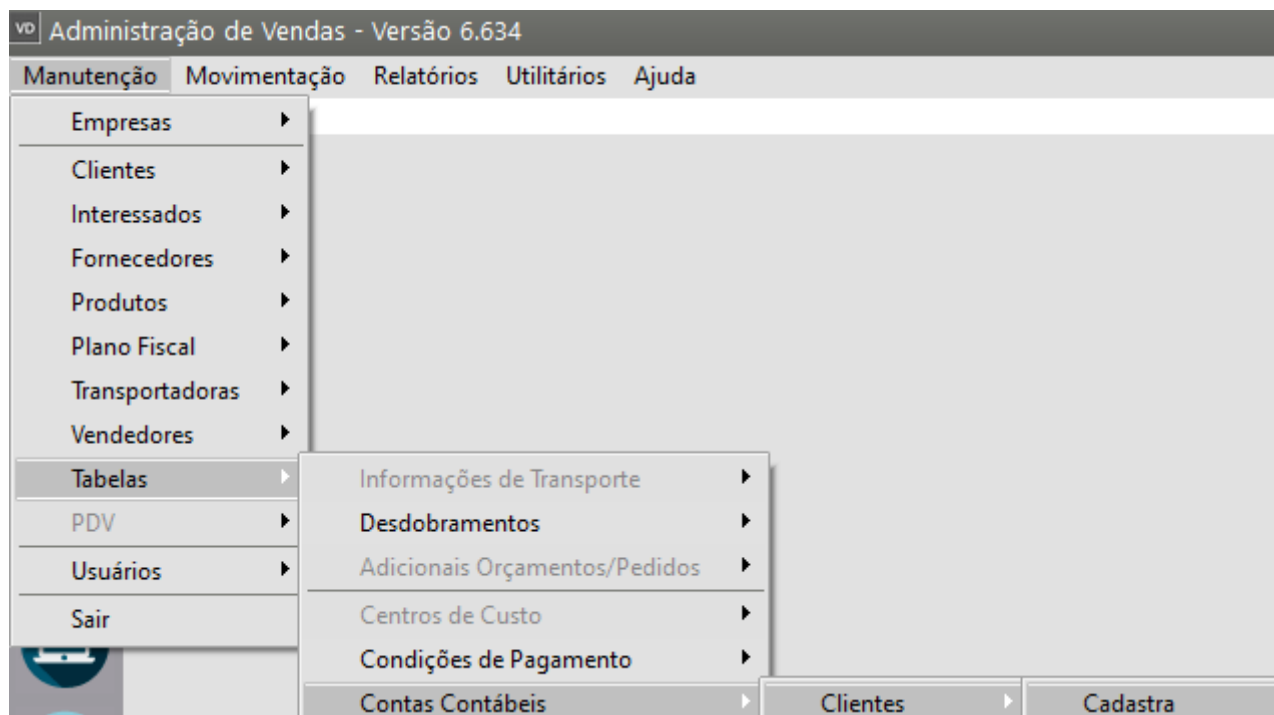 VD Administração de Vendas - Versão 6.634
Manutenção Movimentação Relatórios Utilitários Ajuda
Empresas
Clientes
Interessados
Fornecedores
Produtos
Plano Fiscal
Transportadoras
Vendedores
Tabelas
PDV
Usuários
Sair
Informações de Transporte
Desdobramentos
Adicionais Orçamentos/Pedidos
Centros de Custo
Condições de Pagamento
Contas Contábeis
Clientes
Cadastra